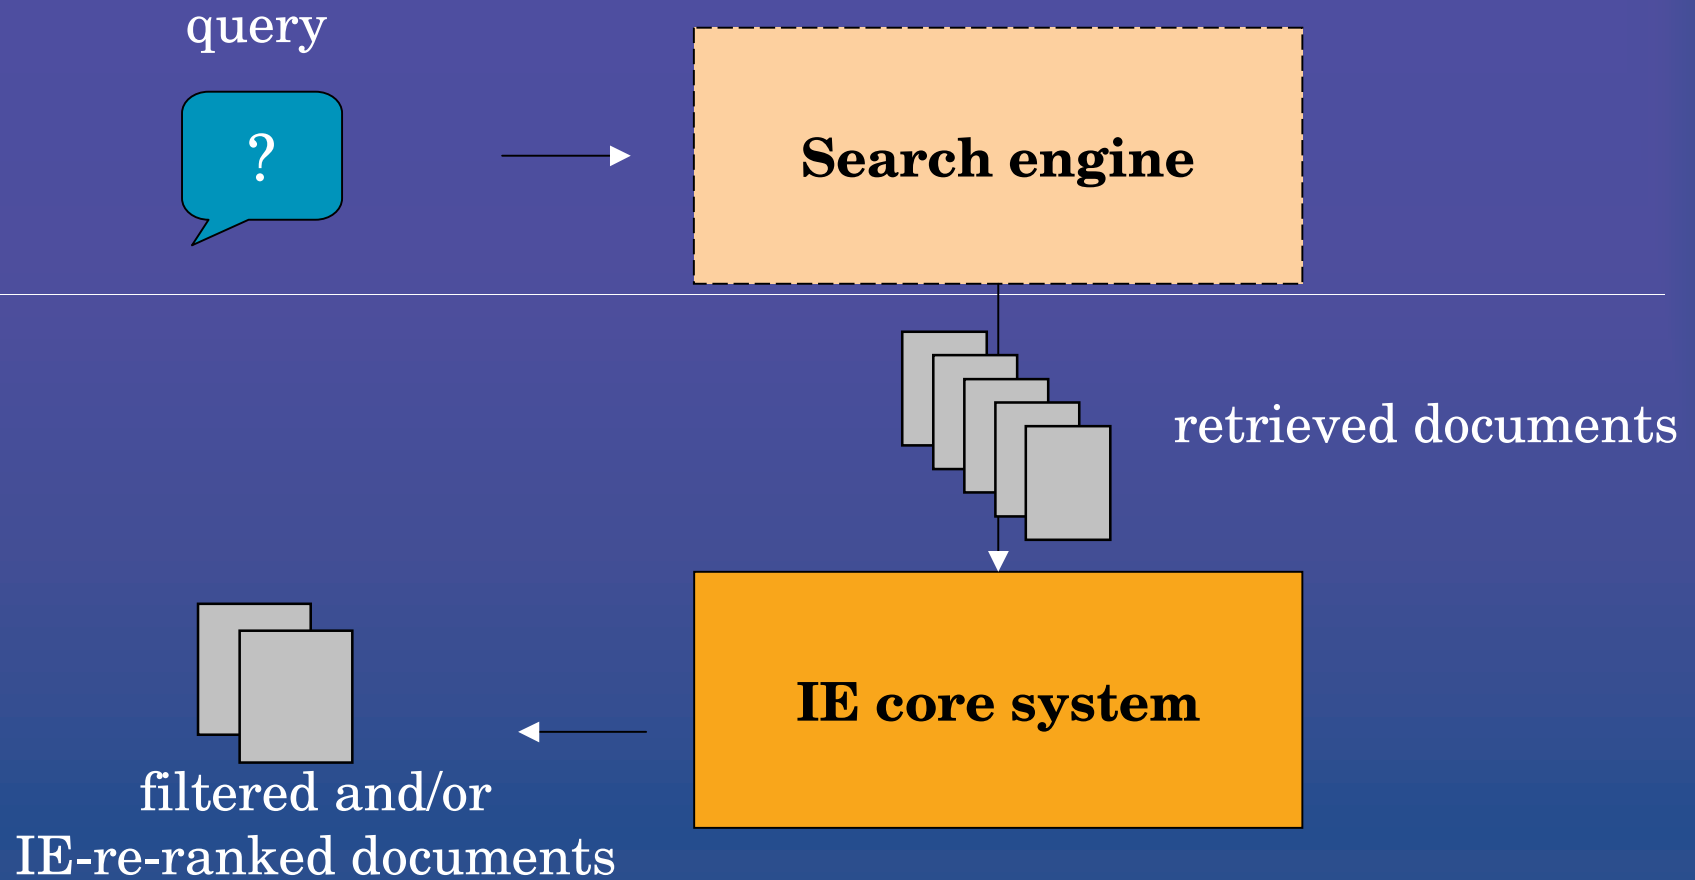 query
?
Search engine
retrieved documents
IE core system
filtered and/or
IE-re-ranked documents